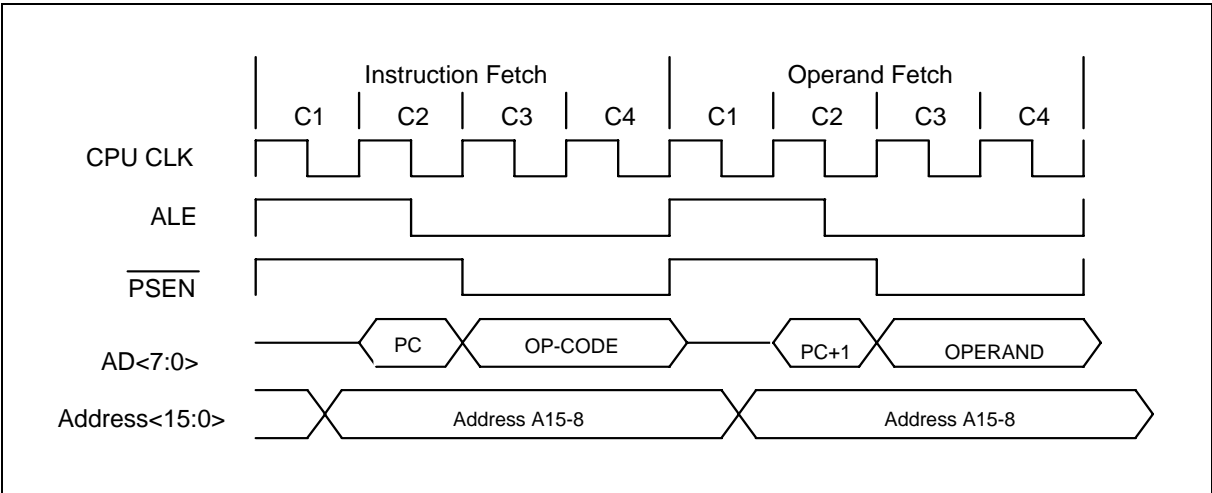 Instruction Fetch Operand Fetch
C1 C2 C3 C4 C1 C2 C3 C4
CPU CLK
ALE
PSEN
AD<7:0> PC OP-CODE PC+1 OPERAND
Address<15:0> Address A15-8 Address A15-8